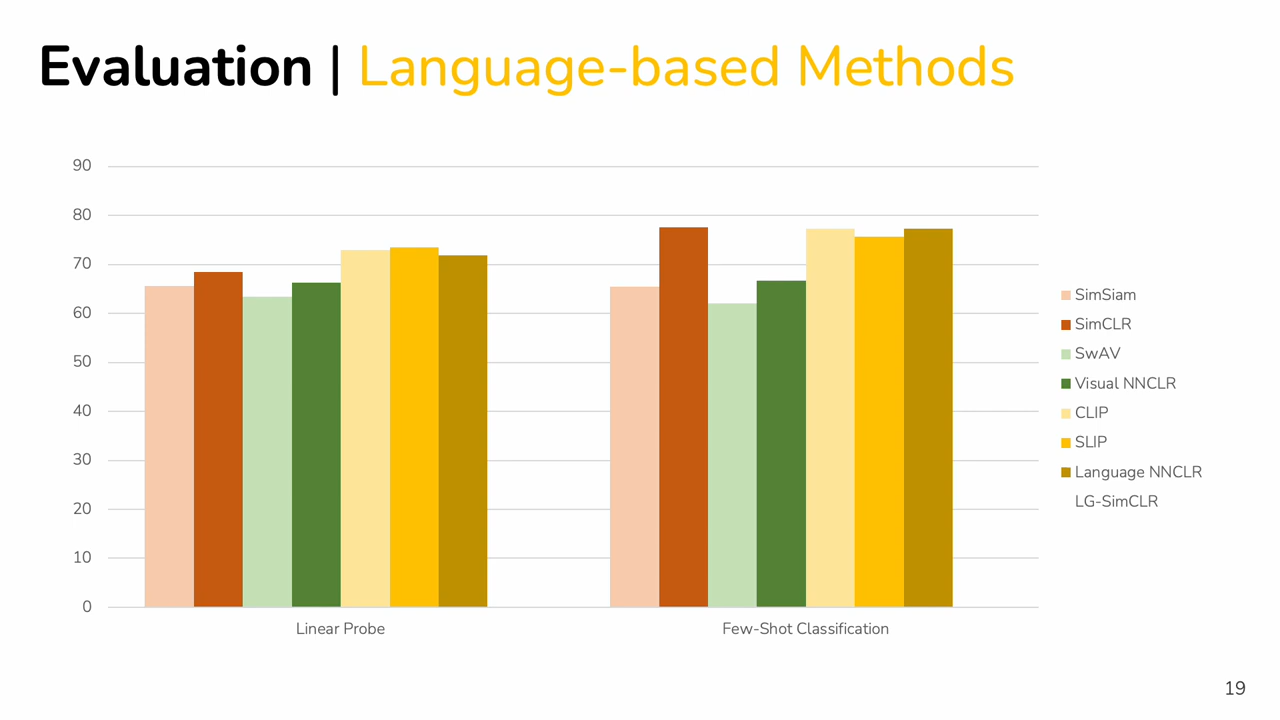 Evaluation | Language-based Methods
90
80
70
60
50
40
30
20
10
0
Linear Probe
Few-Shot Classification
SimSiam
SimCLR
SwAV
Visual NNCLR
CLIP
SLIP
Language NNCLR
LG-SimCLR
19